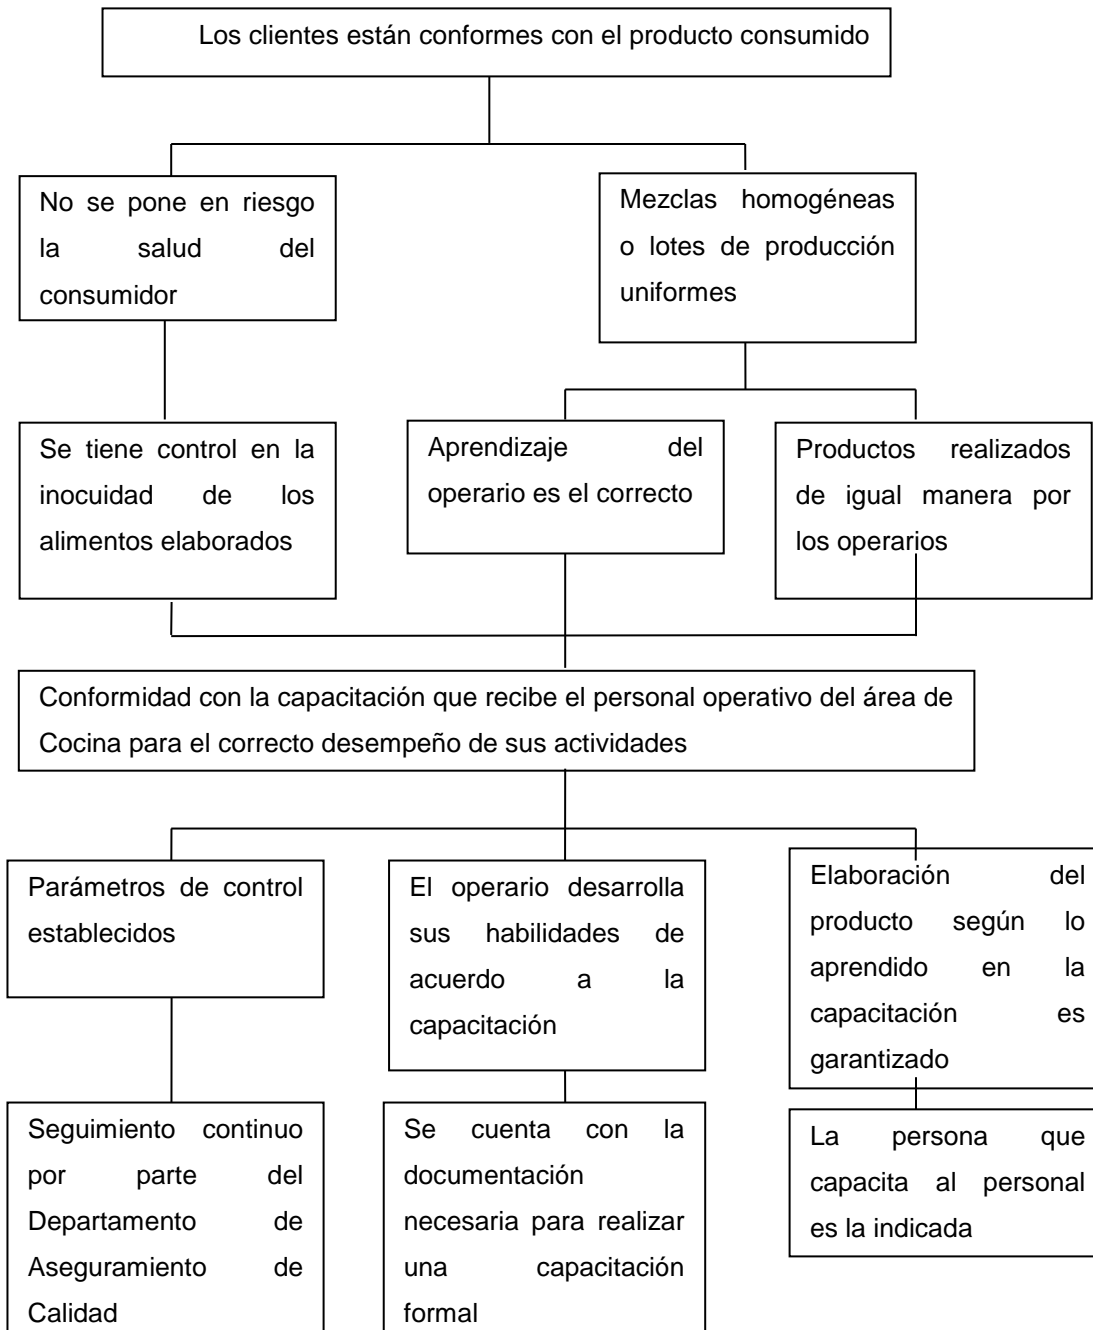 Los clientes están conformes con el producto consumido
No se pone en riesgo
la salud del
consumidor
Mezclas homogéneas
o lotes de producción
uniformes
Se tiene control en la
inocuidad de los
alimentos elaborados
Aprendizaje del
operario es el correcto
Productos realizados
de igual manera por
los operarios
Conformidad con la capacitación que recibe el personal operativo del área de
Cocina para el correcto desempeño de sus actividades
Parámetros de control
establecidos
El operario desarrolla
sus habilidades de
acuerdo a la
capacitación
Elaboración del
producto según lo
aprendido en la
capacitación es
garantizado
Seguimiento continuo
por parte del
Departamento de
Aseguramiento de
Calidad
Se cuenta con la
documentación
necesaria para realizar
una capacitación
formal
La persona que
capacita al personal
es la indicada